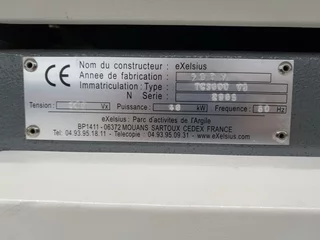 CE
Nom du constructeur : eXelsius
Annee de fabrication :
Immatriculation : Type :
N Serie :
Tension : Vx Puissance : kW Frequence : Hz
eXelsius : Parc d'activites de l'Argile
BP1411 - 06372 MOUANS SARTOUX CEDEX FRANCE
Tel : 04.93.95.18.11 - Telecopie : 04.93.95.09.31 - www.eXelsius.com